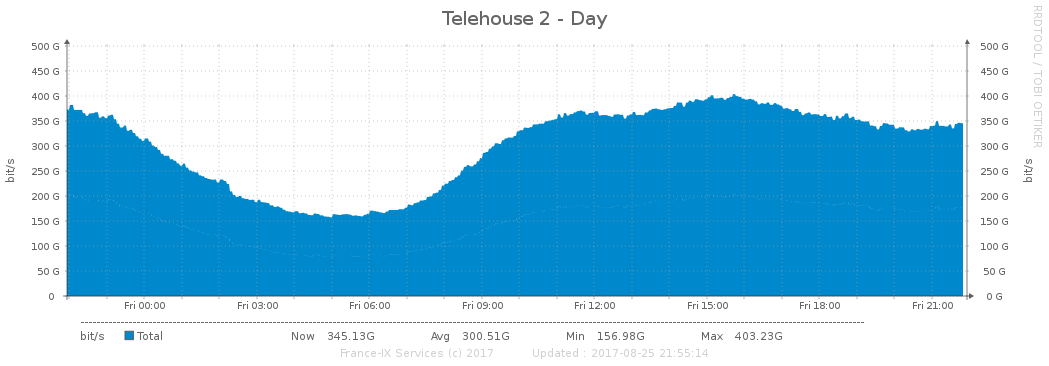 Telehouse 2 - Day
RRDTOOL / TOBI OETIKER
500 G 500 G
450 G 450 G
400 G 400 G
350 G 350 G
300 G 300 G
250 G 250 G
200 G 200 G
150 G 150 G
100 G 100 G
50 G 50 G
0 0 G
bit/s bit/s
Fri 00:00 Fri 03:00 Fri 06:00 Fri 09:00 Fri 12:00 Fri 15:00 Fri 18:00 Fri 21:00
bit/s Total Now 345.13G Avg 300.51G Min 156.98G Max 403.23G
France-IX Services (c) 2017 Updated : 2017-08-25 21:55:14